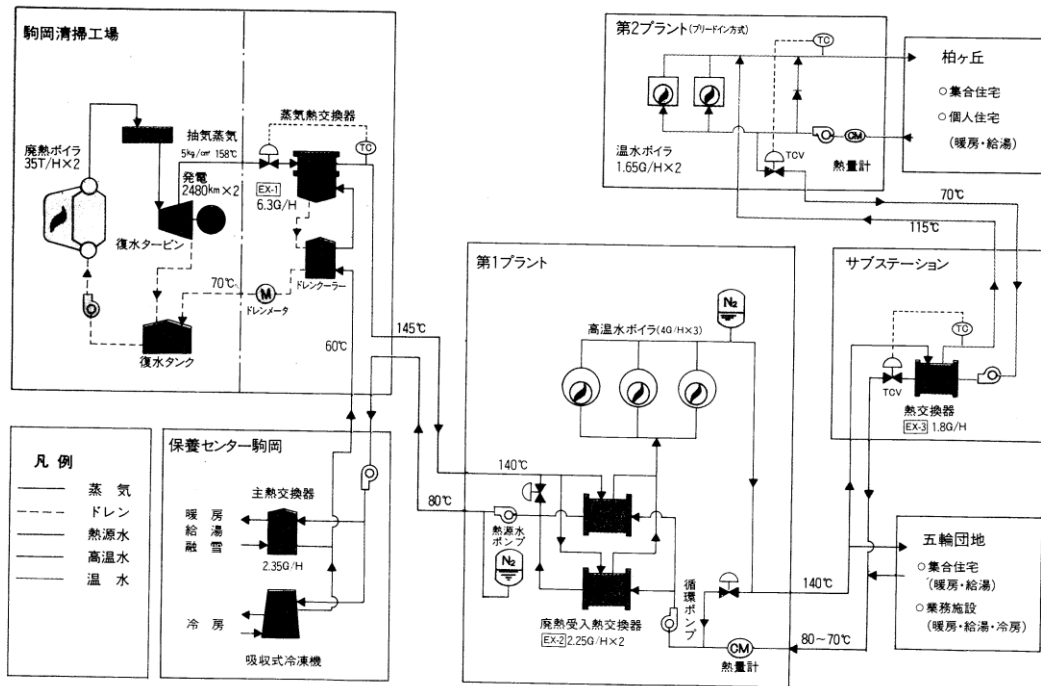 駒岡清掃工場
廃熱ボイラ
35T/H×2
抽気蒸気
5kg/cm² 158℃
発電
2480km×2
復水タービン
復水タンク
70℃
M
ドレンメータ
蒸気熱交換器
TC
EX-1
6.3G/H
ドレンクーラー
60℃
145℃
凡例
蒸気
ドレン
熱源水
高温水
温水
保養センター駒岡
主熱交換器
暖房
給湯
融雪
2.35G/H
冷房
吸収式冷凍機
第1プラント
高温水ボイラ(4G/H×3)
N₂
140℃
80℃
熱源水
ポンプ
N₂
廃熱受入熱交換器
EX-2 2.25G/H×2
循環ポンプ
CM
熱量計
140℃
80~70℃
第2プラント(ブリードイン方式)
TC
温水ボイラ
1.65G/H×2
TCV
CM
熱量計
70℃
115℃
柏ヶ丘
○集合住宅
○個人住宅
(暖房・給湯)
サブステーション
TC
TCV
熱交換器
EX-3 1.8G/H
五輪団地
○集合住宅
(暖房・給湯)
○業務施設
(暖房・給湯・冷房)